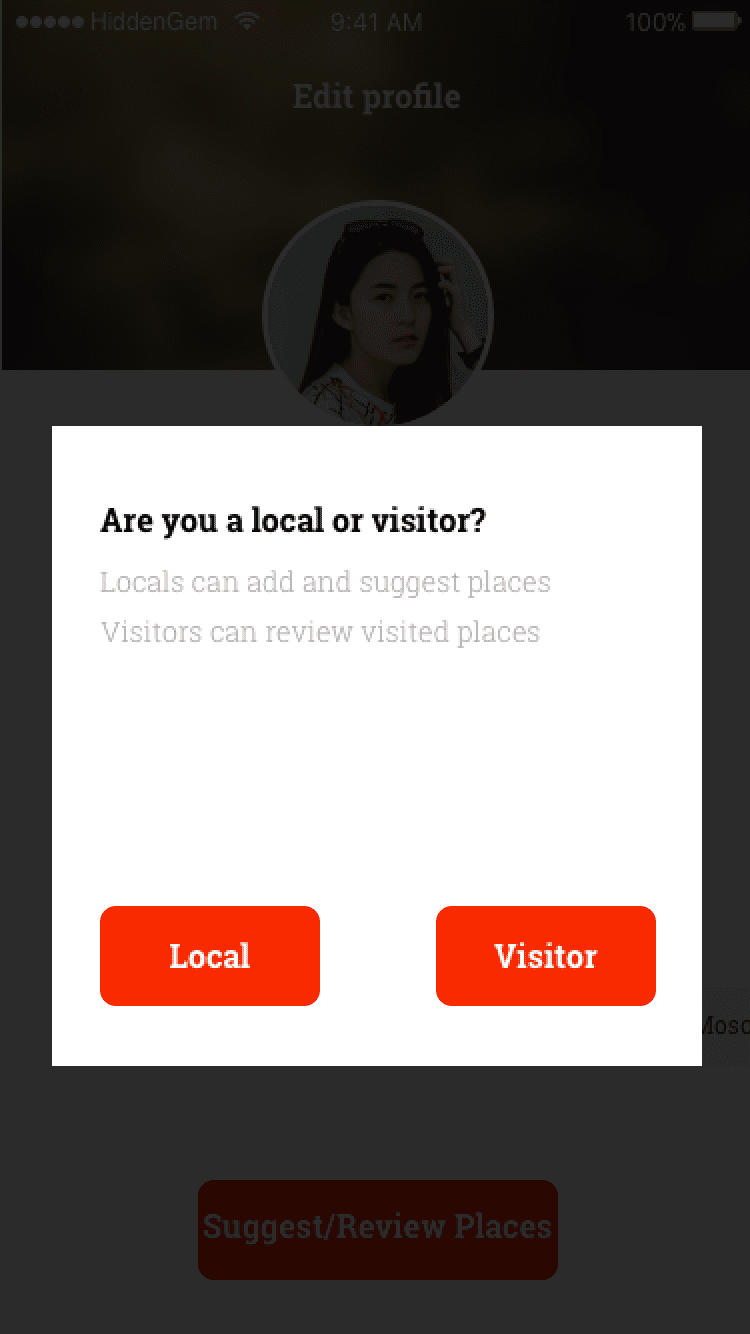 HiddenGem 9:41 AM 100%
Edit profile
Are you a local or visitor?
Locals can add and suggest places
Visitors can review visited places
Local Visitor
Suggest/Review Places